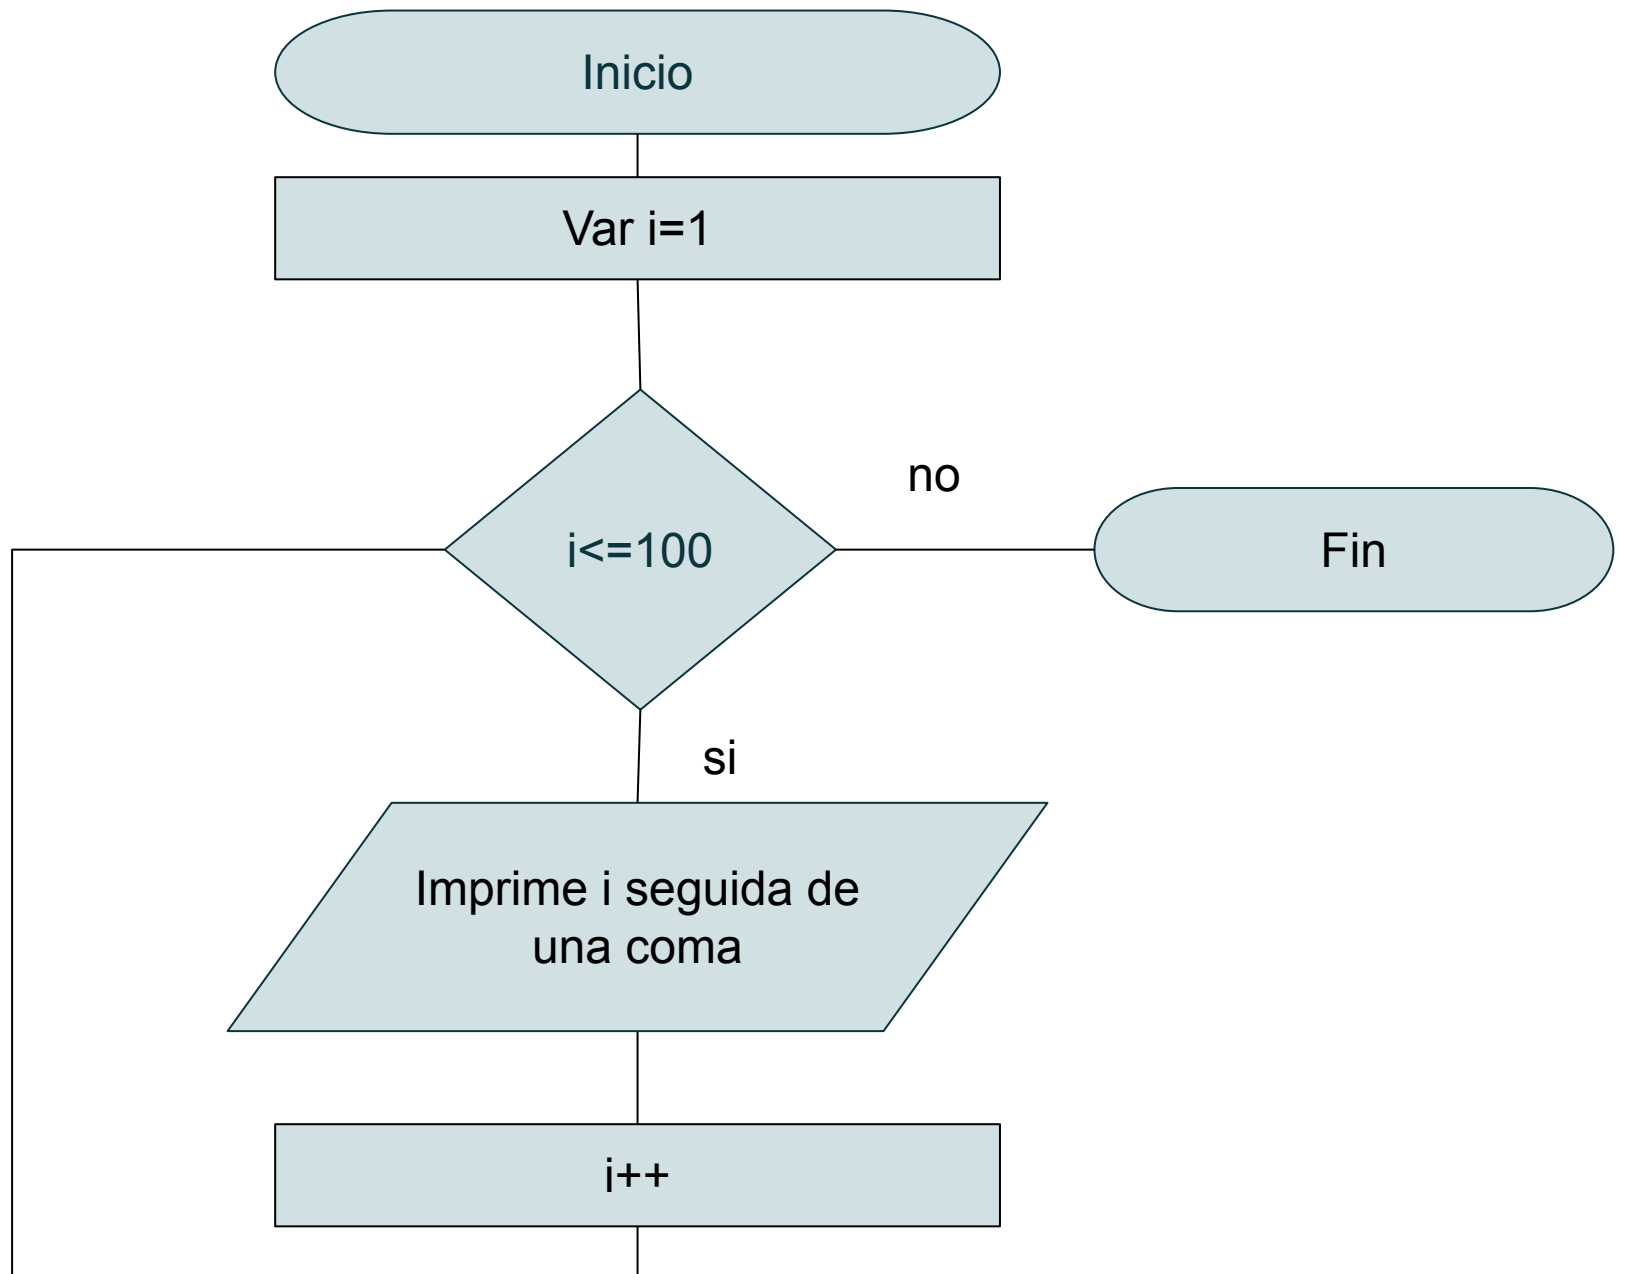 Inicio
Var i=1
no
i<=100
Fin
si
Imprime i seguida de
una coma
i++